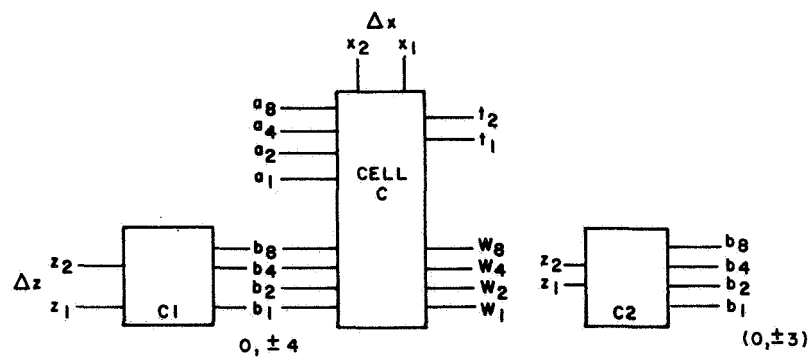 Δx
x2 x1
a8
a4
a2
a1
CELL
C
t2
t1
Δz
z2
z1
C1
b8
b4
b2
b1
0, ±4
W8
W4
W2
W1
z2
z1
C2
b8
b4
b2
b1
(0, ±3)